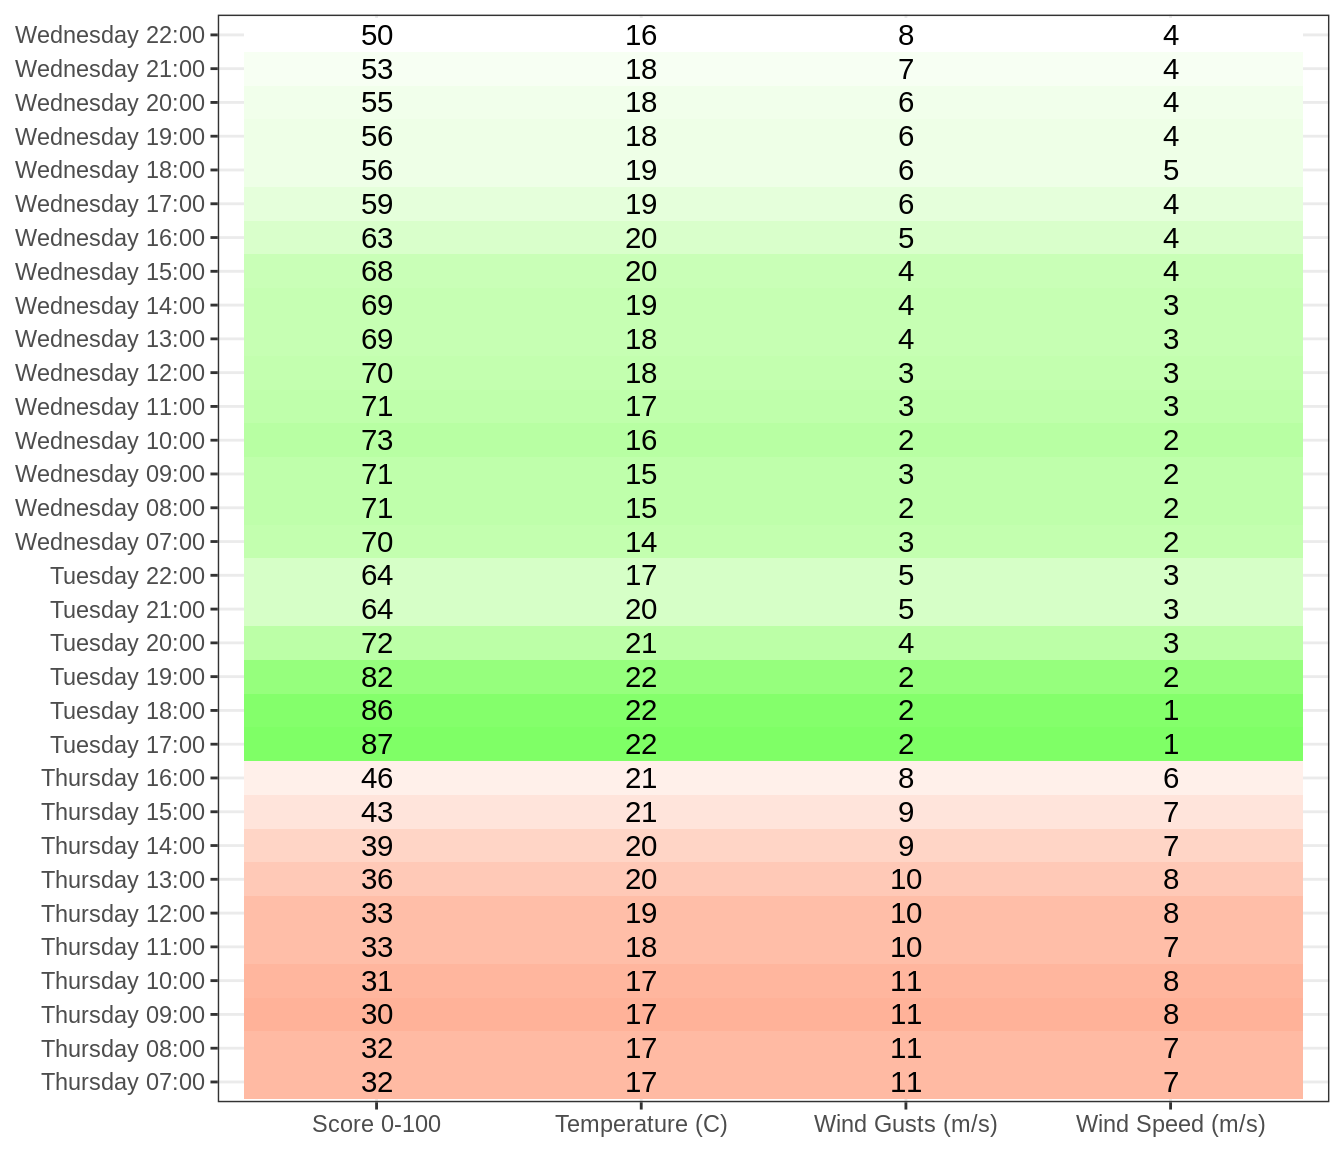 Wednesday 22:00 50 16 8 4
Wednesday 21:00 53 18 7 4
Wednesday 20:00 55 18 6 4
Wednesday 19:00 56 18 6 4
Wednesday 18:00 56 19 6 5
Wednesday 17:00 59 19 6 4
Wednesday 16:00 63 20 5 4
Wednesday 15:00 68 20 4 4
Wednesday 14:00 69 19 4 3
Wednesday 13:00 69 18 4 3
Wednesday 12:00 70 18 3 3
Wednesday 11:00 71 17 3 3
Wednesday 10:00 73 16 2 2
Wednesday 09:00 71 15 3 2
Wednesday 08:00 71 15 2 2
Wednesday 07:00 70 14 3 2
Tuesday 22:00 64 17 5 3
Tuesday 21:00 64 20 5 3
Tuesday 20:00 72 21 4 3
Tuesday 19:00 82 22 2 2
Tuesday 18:00 86 22 2 1
Tuesday 17:00 87 22 2 1
Thursday 16:00 46 21 8 6
Thursday 15:00 43 21 9 7
Thursday 14:00 39 20 9 7
Thursday 13:00 36 20 10 8
Thursday 12:00 33 19 10 8
Thursday 11:00 33 18 10 7
Thursday 10:00 31 17 11 8
Thursday 09:00 30 17 11 8
Thursday 08:00 32 17 11 7
Thursday 07:00 32 17 11 7
Score 0-100 Temperature (C) Wind Gusts (m/s) Wind Speed (m/s)